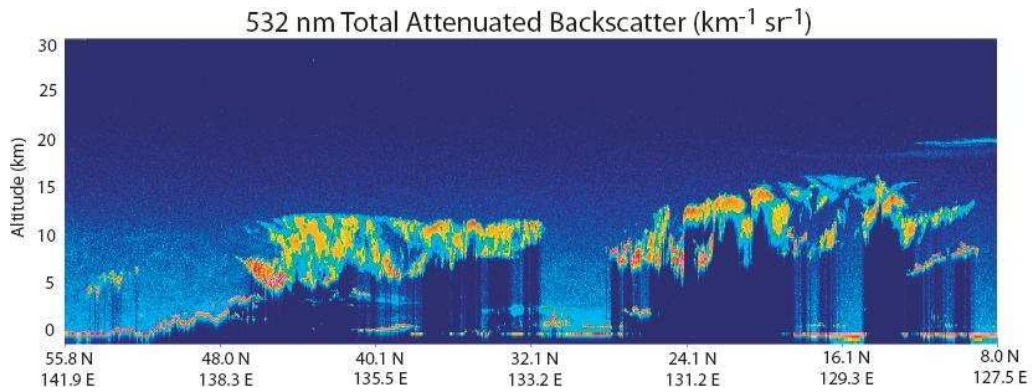 532 nm Total Attenuated Backscatter (km⁻¹ sr⁻¹)
30
25
20
15
10
5
0
Altitude (km)
55.8 N 48.0 N 40.1 N 32.1 N 24.1 N 16.1 N 8.0 N
141.9 E 138.3 E 135.5 E 133.2 E 131.2 E 129.3 E 127.5 E